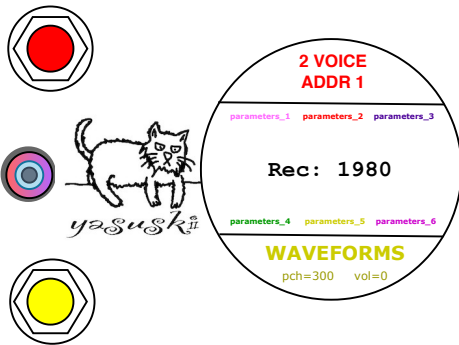 2 VOICE
ADDR 1
parameters_1 parameters_2 parameters_3
Rec: 1980
yasuski
parameters_4 parameters_5 parameters_6
WAVEFORMS
pch=300 vol=0